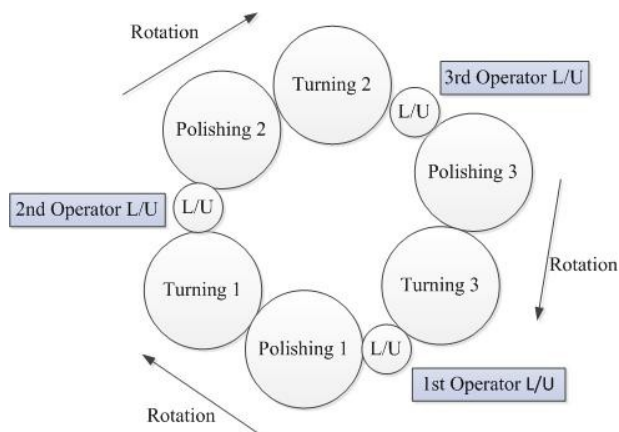 Rotation
Turning 2
3rd Operator L/U
L/U
Polishing 2
Polishing 3
2nd Operator L/U
L/U
Rotation
Turning 1
Turning 3
Polishing 1
L/U
1st Operator L/U
Rotation